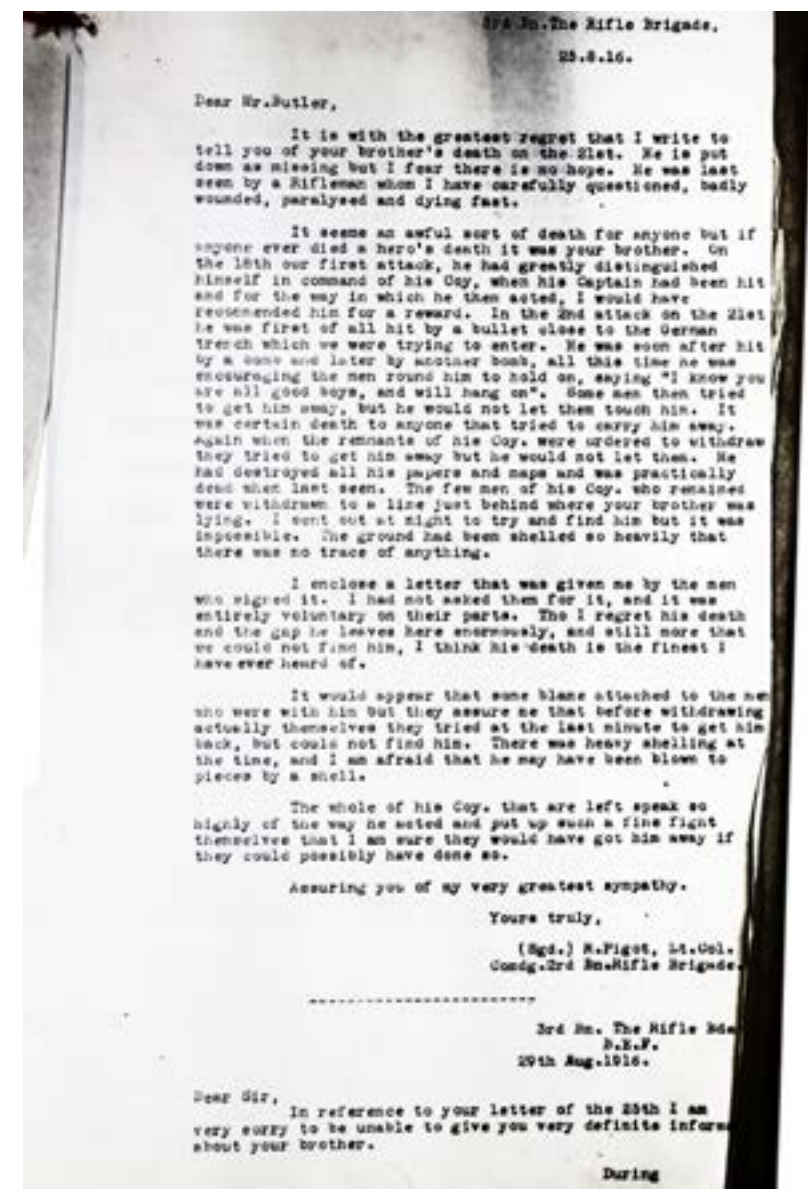 3rd Bn.The Rifle Brigade,
25.8.16.
Dear Mr.Butler,
It is with the greatest regret that I write to
tell you of your brother's death on the 21st. He is put
down as missing but I fear there is no hope. He was last
seen by a Rifleman whom I have carefully questioned, badly
wounded, paralysed and dying fast.
It seems an awful sort of death for anyone but if
anyone ever died a hero's death it was your brother. On
the 18th our first attack, he had greatly distinguished
himself in command of his Coy, when his Captain had been hit
and for the way in which he then acted, I would have
recommended him for a reward. In the 2nd attack on the 21st
he was first of all hit by a bullet close to the German
trench which we were trying to enter. He was soon after hit
by a bomb and later by another bomb, all this time he was
encouraging the men round him to hold on, saying "I know you
are all good boys, and will hang on". Some men then tried
to get him away, but he would not let them touch him. It
was certain death to anyone that tried to carry him away.
Again when the remnants of his Coy. were ordered to withdraw
they tried to get him away but he would not let them. He
had destroyed all his papers and maps and was practically
dead when last seen. The few men of his Coy. who remained
were withdrawn to a line just behind where your brother was
lying. I went out at night to try and find him but it was
impossible. The ground had been shelled so heavily that
there was no trace of anything.
I enclose a letter that was given me by the men
who signed it. I had not asked them for it, and it was
entirely voluntary on their parts. Tho I regret his death
and the gap he leaves here enormously, and still more that
we could not find him, I think his death is the finest I
have ever heard of.
It would appear that some blame attached to the men
who were with him but they assure me that before withdrawing
actually themselves they tried at the last minute to get him
back, but could not find him. There was heavy shelling at
the time, and I am afraid that he may have been blown to
pieces by a shell.
The whole of his Coy. that are left speak so
highly of the way he acted and put up such a fine fight
themselves that I am sure they would have got him away if
they could possibly have done so.
Assuring you of my very greatest sympathy.
Yours truly,
(Sgd.) R.Pigot, Lt.Col.
Comdg.3rd Bn.Rifle Brigade.
------------------------
3rd Bn. The Rifle Bde
B.E.F.
29th Aug.1916.
Dear Sir,
In reference to your letter of the 25th I am
very sorry to be unable to give you very definite inform
about your brother.
During